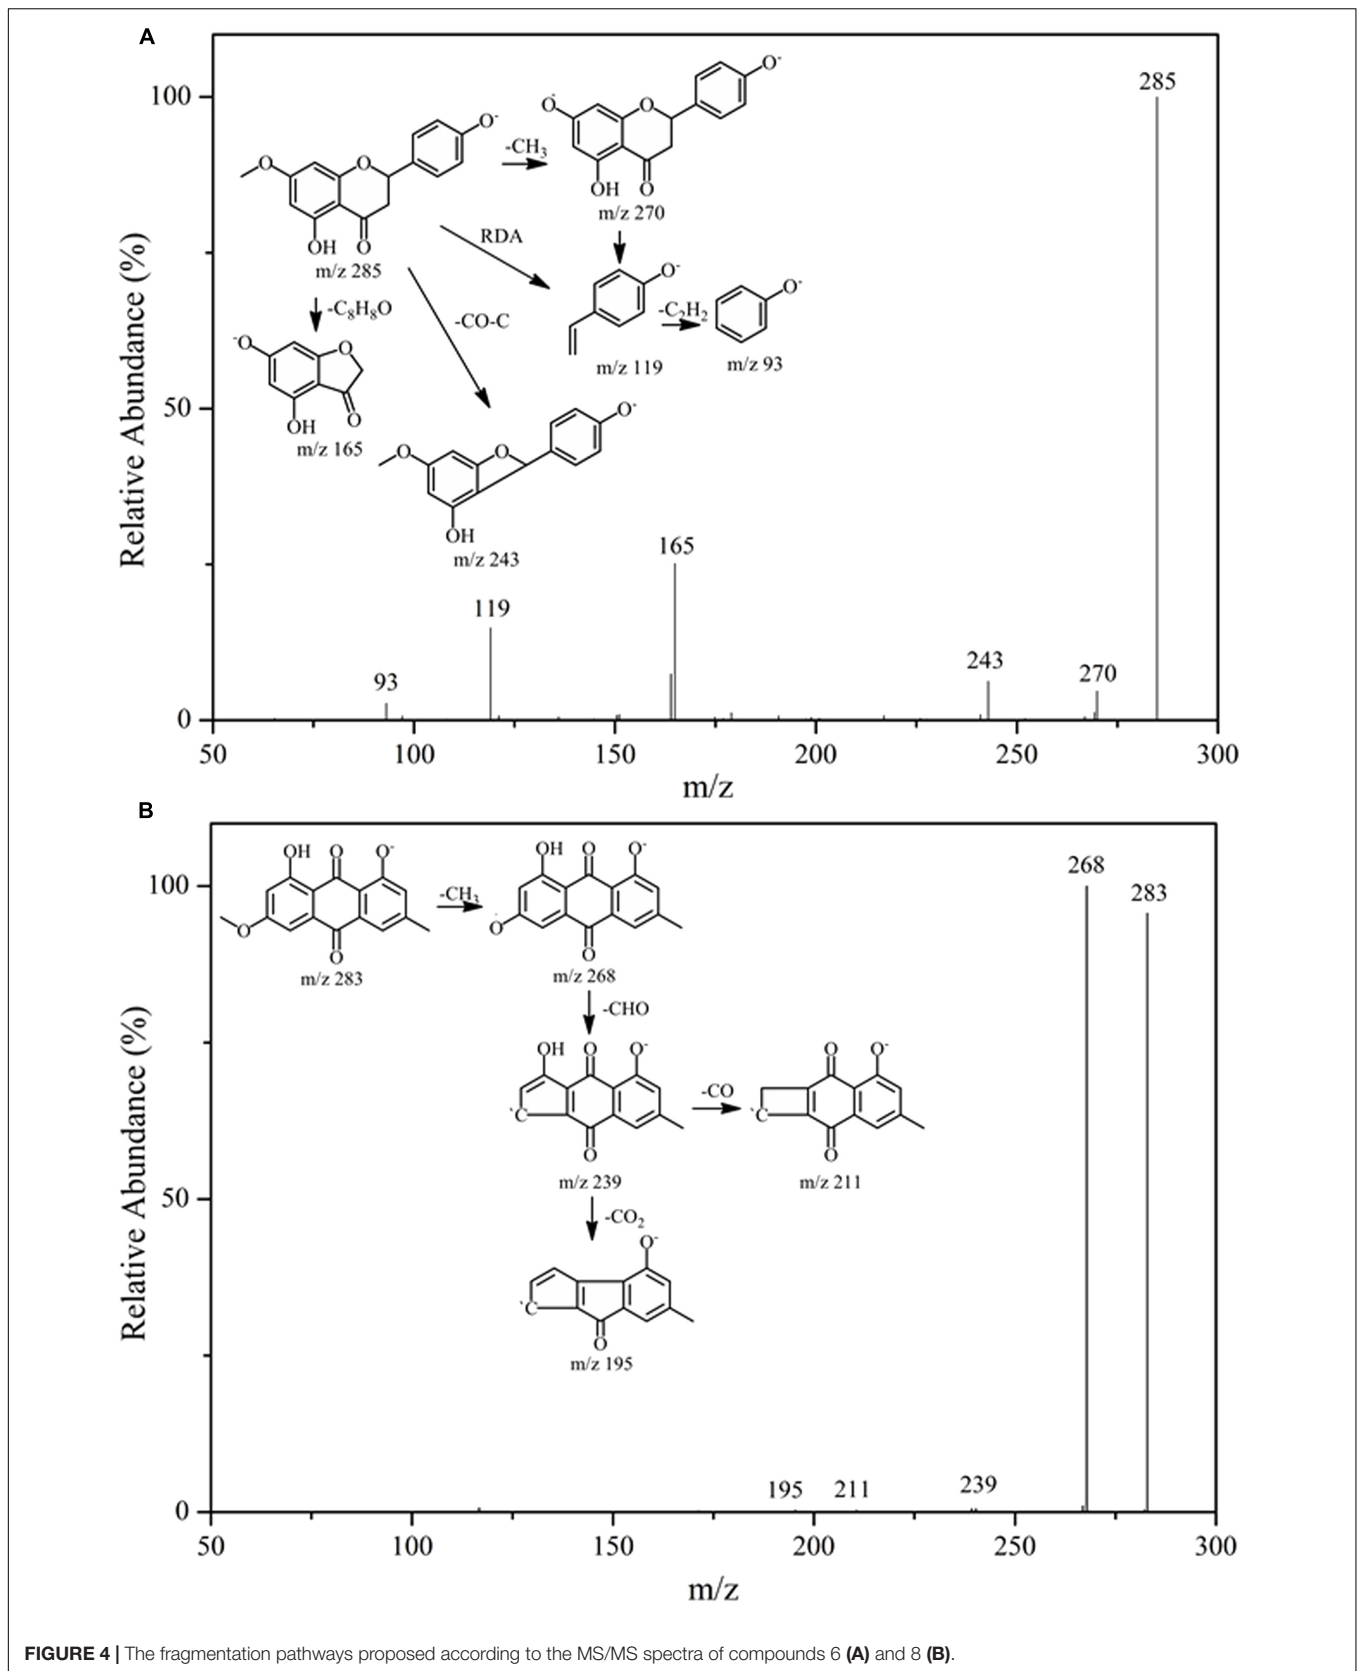 A
100
50
0
Relative Abundance (%)
O
O
O⁻
OH
O
m/z 285
-CH₃
O
O
O⁻
OH
O
m/z 270
RDA
-C₈H₈O
-CO-C
O⁻
m/z 119
-C₂H₂
O⁻
m/z 93
⁻O
O
OH
O
m/z 165
O
O
O⁻
OH
m/z 243
93
119
165
243
270
285
50
100
150
200
250
300
m/z
B
100
50
0
Relative Abundance (%)
OH
O
O⁻
O
O
m/z 283
-CH₃
OH
O
O⁻
O
O
m/z 268
-CHO
OH
O
O⁻
C
O
m/z 239
-CO
O
O⁻
C
O
m/z 211
-CO₂
O⁻
C
O
m/z 195
195
211
239
268
283
50
100
150
200
250
300
m/z
FIGURE 4 | The fragmentation pathways proposed according to the MS/MS spectra of compounds 6 (A) and 8 (B).